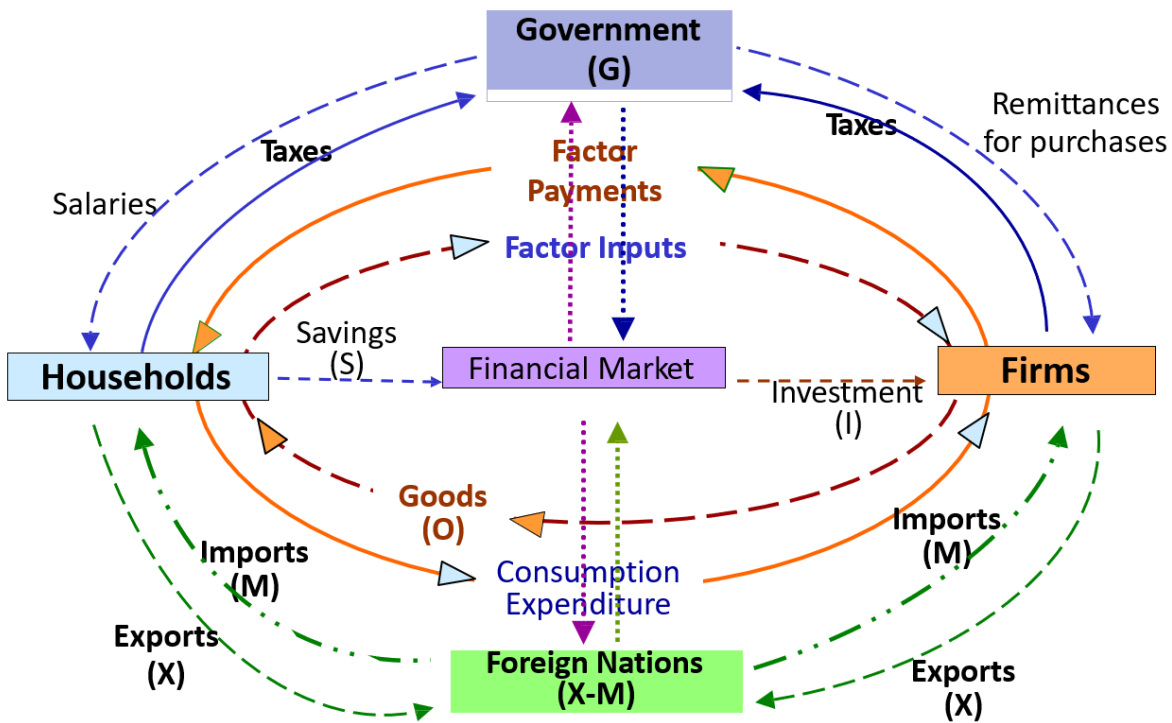 Government
(G)
Remittances
for purchases
Taxes
Taxes
Factor
Payments
Salaries
Factor Inputs
Savings
(S)
Households
Financial Market
Firms
Investment
(I)
Goods
(O)
Imports
(M)
Imports
(M)
Consumption
Expenditure
Exports
(X)
Foreign Nations
(X-M)
Exports
(X)